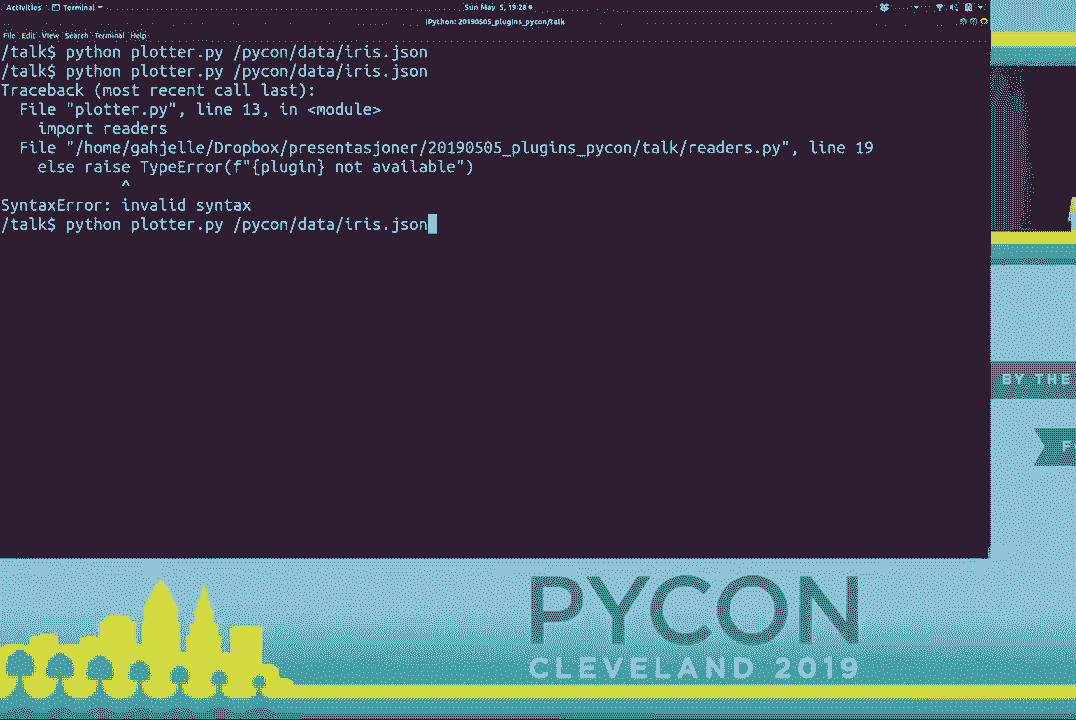 Activities Terminal Sun May 5, 19:28
IPython: 20190505_plugins_pycon/talk
File Edit View Search Terminal Help
/talk$ python plotter.py /pycon/data/iris.json
/talk$ python plotter.py /pycon/data/iris.json
Traceback (most recent call last):
File "plotter.py", line 13, in <module>
import readers
File "/home/gahjelle/Dropbox/presentasjoner/20190505_plugins_pycon/talk/readers.py", line 19
else raise TypeError(f"{plugin} not available")
^
SyntaxError: invalid syntax
/talk$ python plotter.py /pycon/data/iris.json
BY THE
F
PYCON
CLEVELAND 2019